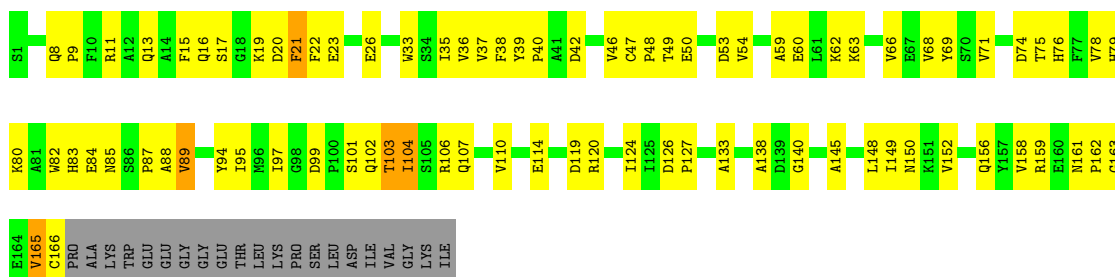 S1 Q8 P9 F10 R11 A12 Q13 A14 F15 Q16 S17 G18 K19 D20 F21 F22 E23 E26 W33 S34 I35 V36 V37 F38 Y39 P40 A41 D42 V46 C47 P48 T49 E50 D53 V54 A59 E60 L61 K62 K63 V66 E67 V68 Y69 S70 V71 D74 T75 H76 F77 V78 H79
K80 A81 W82 H83 E84 N85 S86 P87 A88 V89 Y94 I95 M96 I97 G98 D99 P100 S101 Q102 T103 I104 S105 R106 Q107 V110 E114 D119 R120 I124 I125 D126 P127 A133 A138 D139 G140 A145 L148 I149 N150 K151 V152 Q156 Y157 V158 R159 E160 N161 P162 G163
E164 V165 C166 PRO ALA LYS TRP GLU GLU GLY GLY GLU THR LEU LYS PRO SER LEU ASP ILE VAL GLY LYS ILE